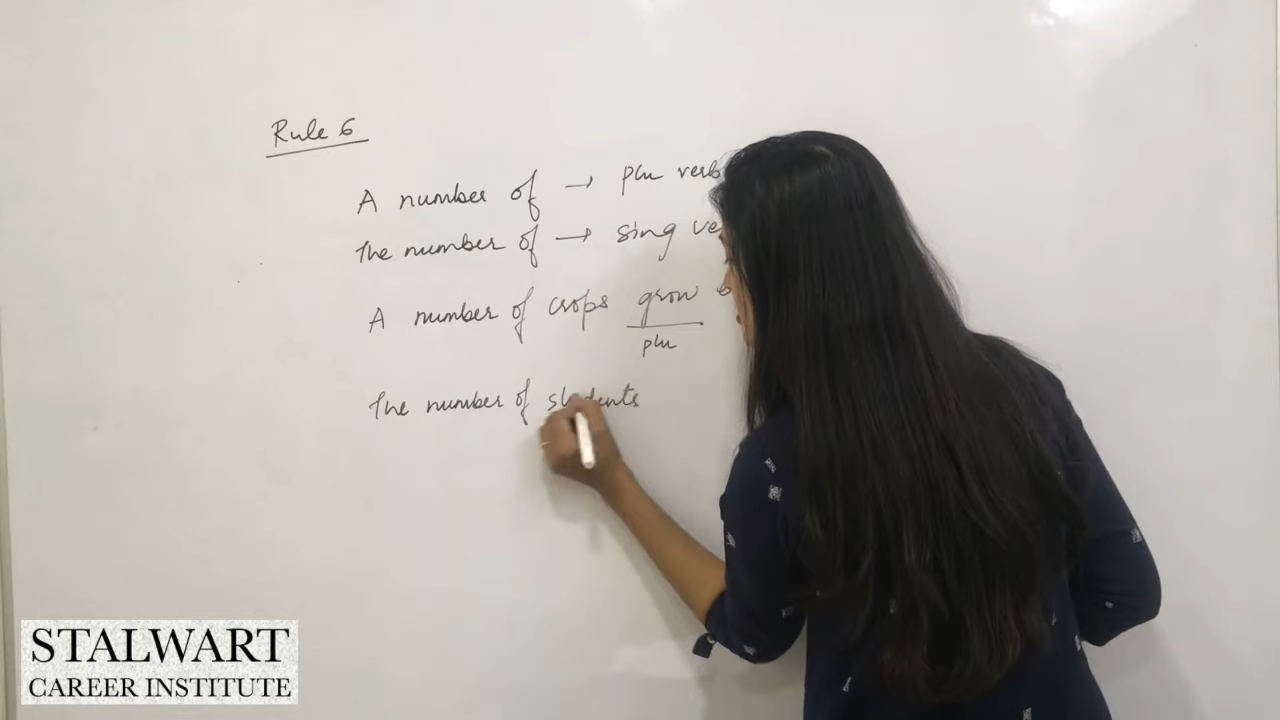 Rule 6
A number of → plu verb
The number of → sing
A number of crops grow
plu
The number of students
STALWART
CAREER INSTITUTE